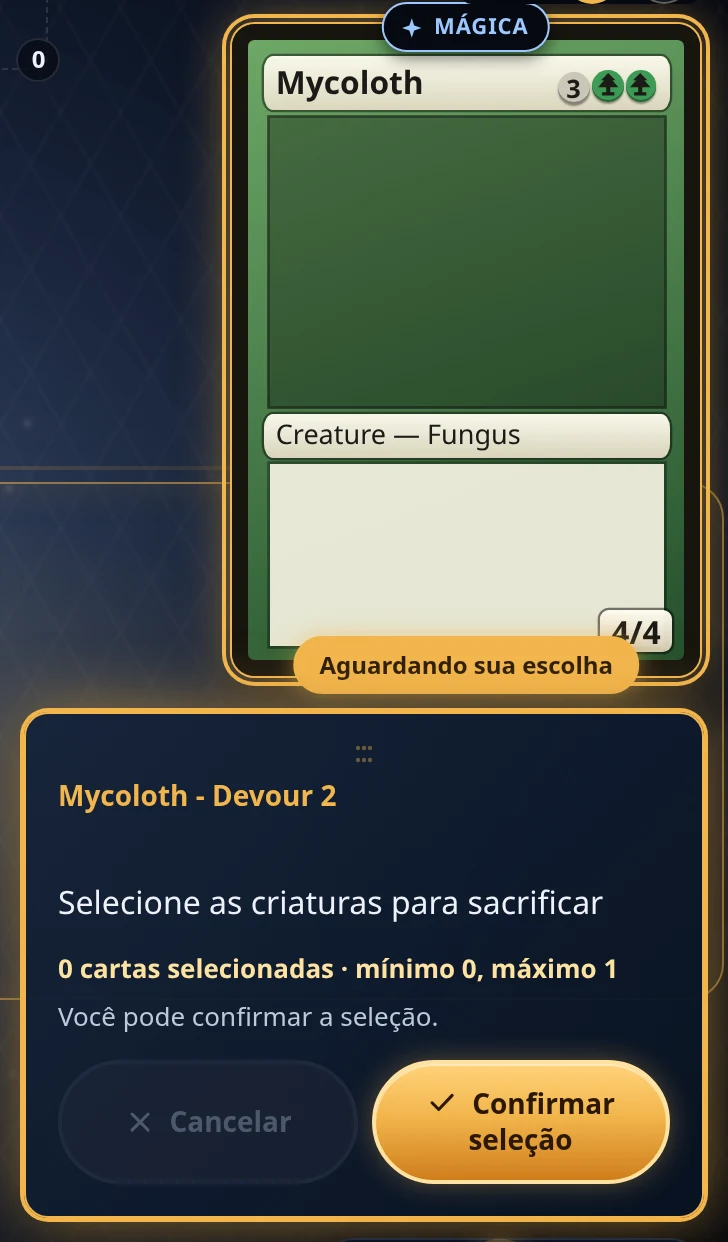 0
MÁGICA
Mycoloth
3
Creature — Fungus
4/4
Aguardando sua escolha
Mycoloth - Devour 2
Selecione as criaturas para sacrificar
0 cartas selecionadas · mínimo 0, máximo 1
Você pode confirmar a seleção.
Cancelar
Confirmar
seleção